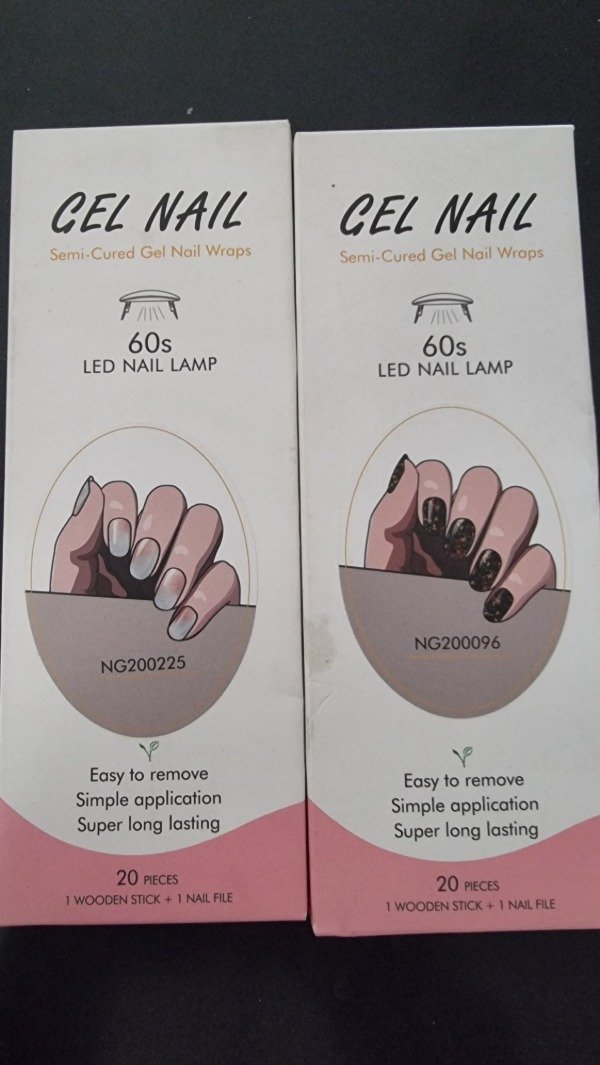 GEL NAIL
Semi-Cured Gel Nail Wraps
60s
LED NAIL LAMP
NG200225
Easy to remove
Simple application
Super long lasting
20 PIECES
1 WOODEN STICK + 1 NAIL FILE
GEL NAIL
Semi-Cured Gel Nail Wraps
60s
LED NAIL LAMP
NG200096
Easy to remove
Simple application
Super long lasting
20 PIECES
1 WOODEN STICK + 1 NAIL FILE